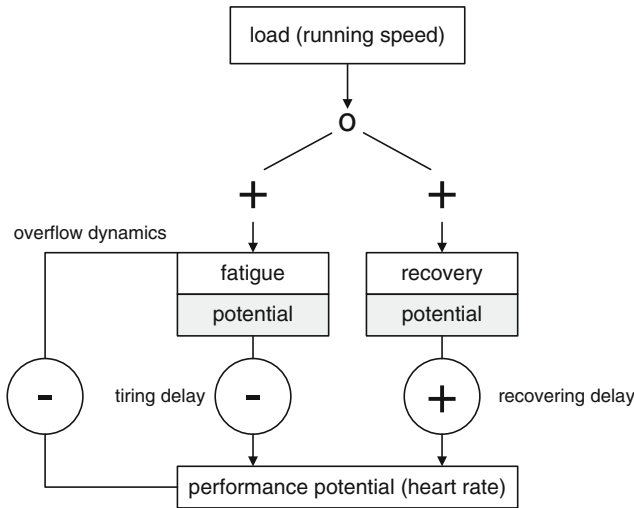 load (running speed)
o
+ +
overflow dynamics
fatigue recovery
potential potential
- tiring delay - + recovering delay
performance potential (heart rate)